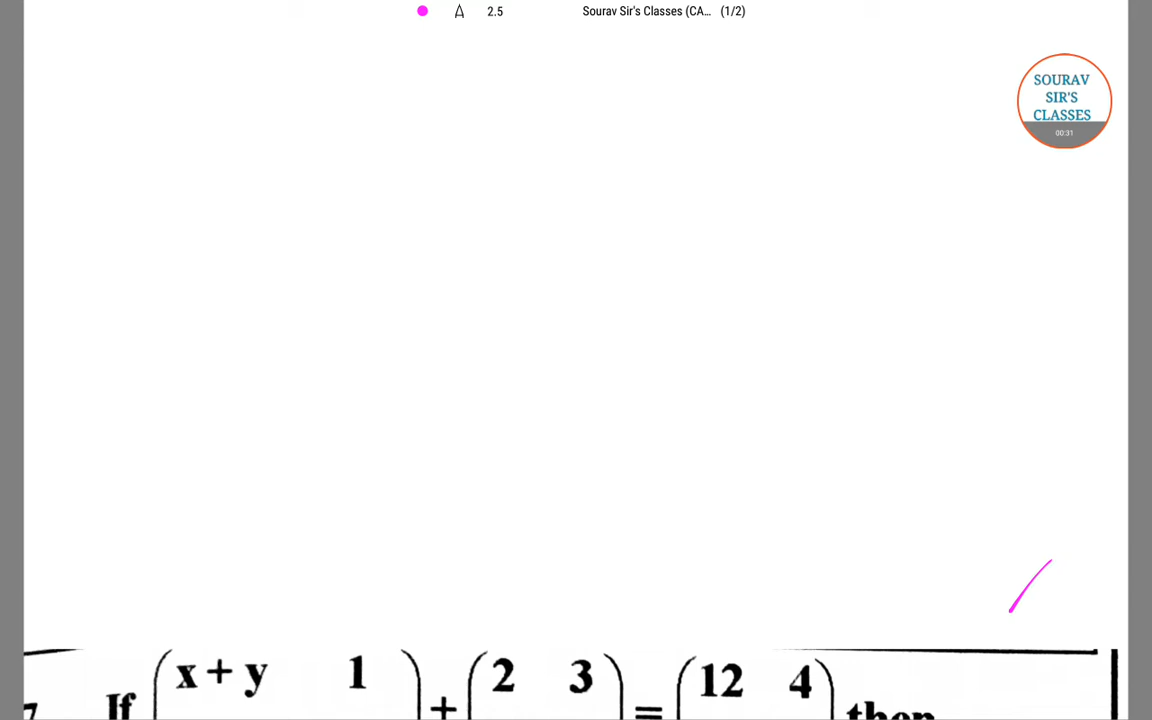 2.5 Sourav Sir's Classes (CA... (1/2)
SOURAV
SIR'S
CLASSES
00:31
x + y 1 2 3 12 4
If + = then